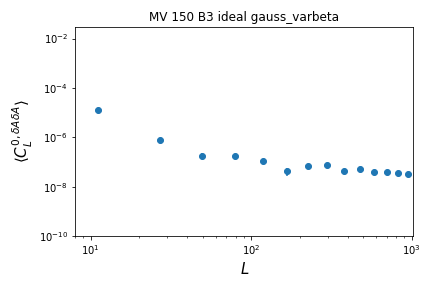 MV 150 B3 ideal gauss_varbeta
⟨C_L^{0, δAδA}⟩
10^{-2}
10^{-4}
10^{-6}
10^{-8}
10^{-10}
10^1
10^2
10^3
L